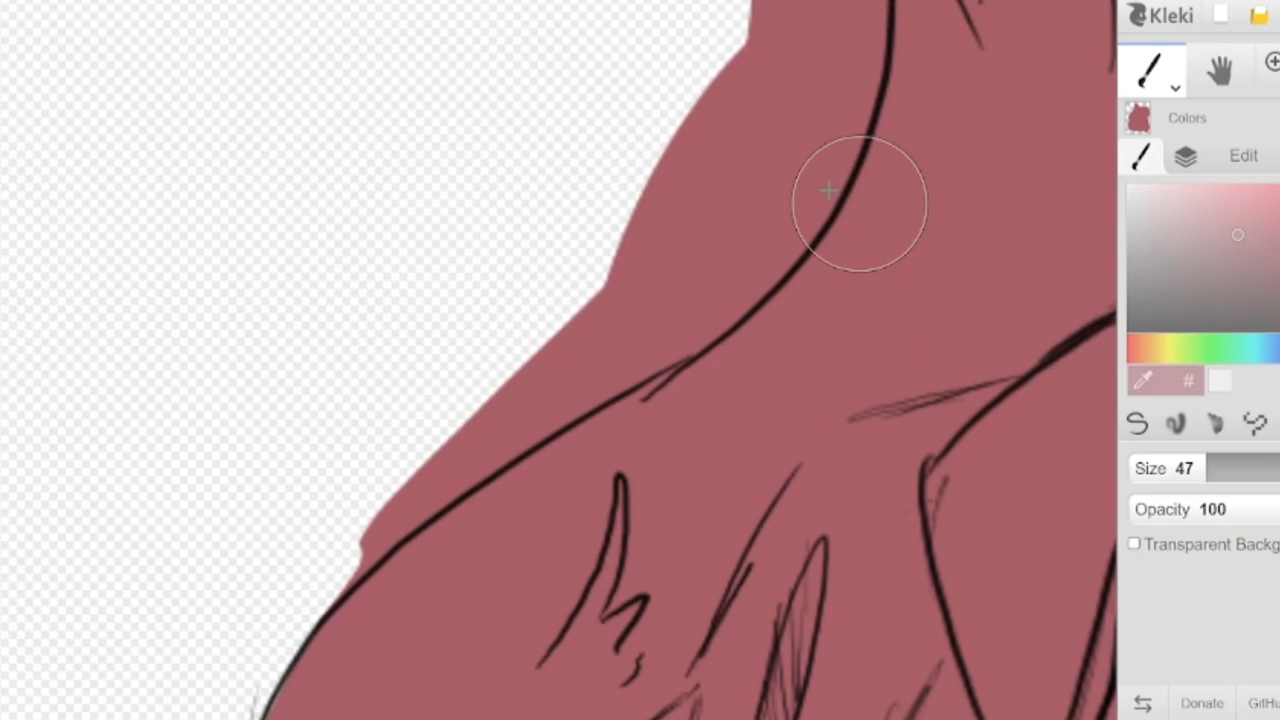 Kleki
Colors
Edit
#
Size 47
Opacity 100
Transparent Backg
Donate
GitHu